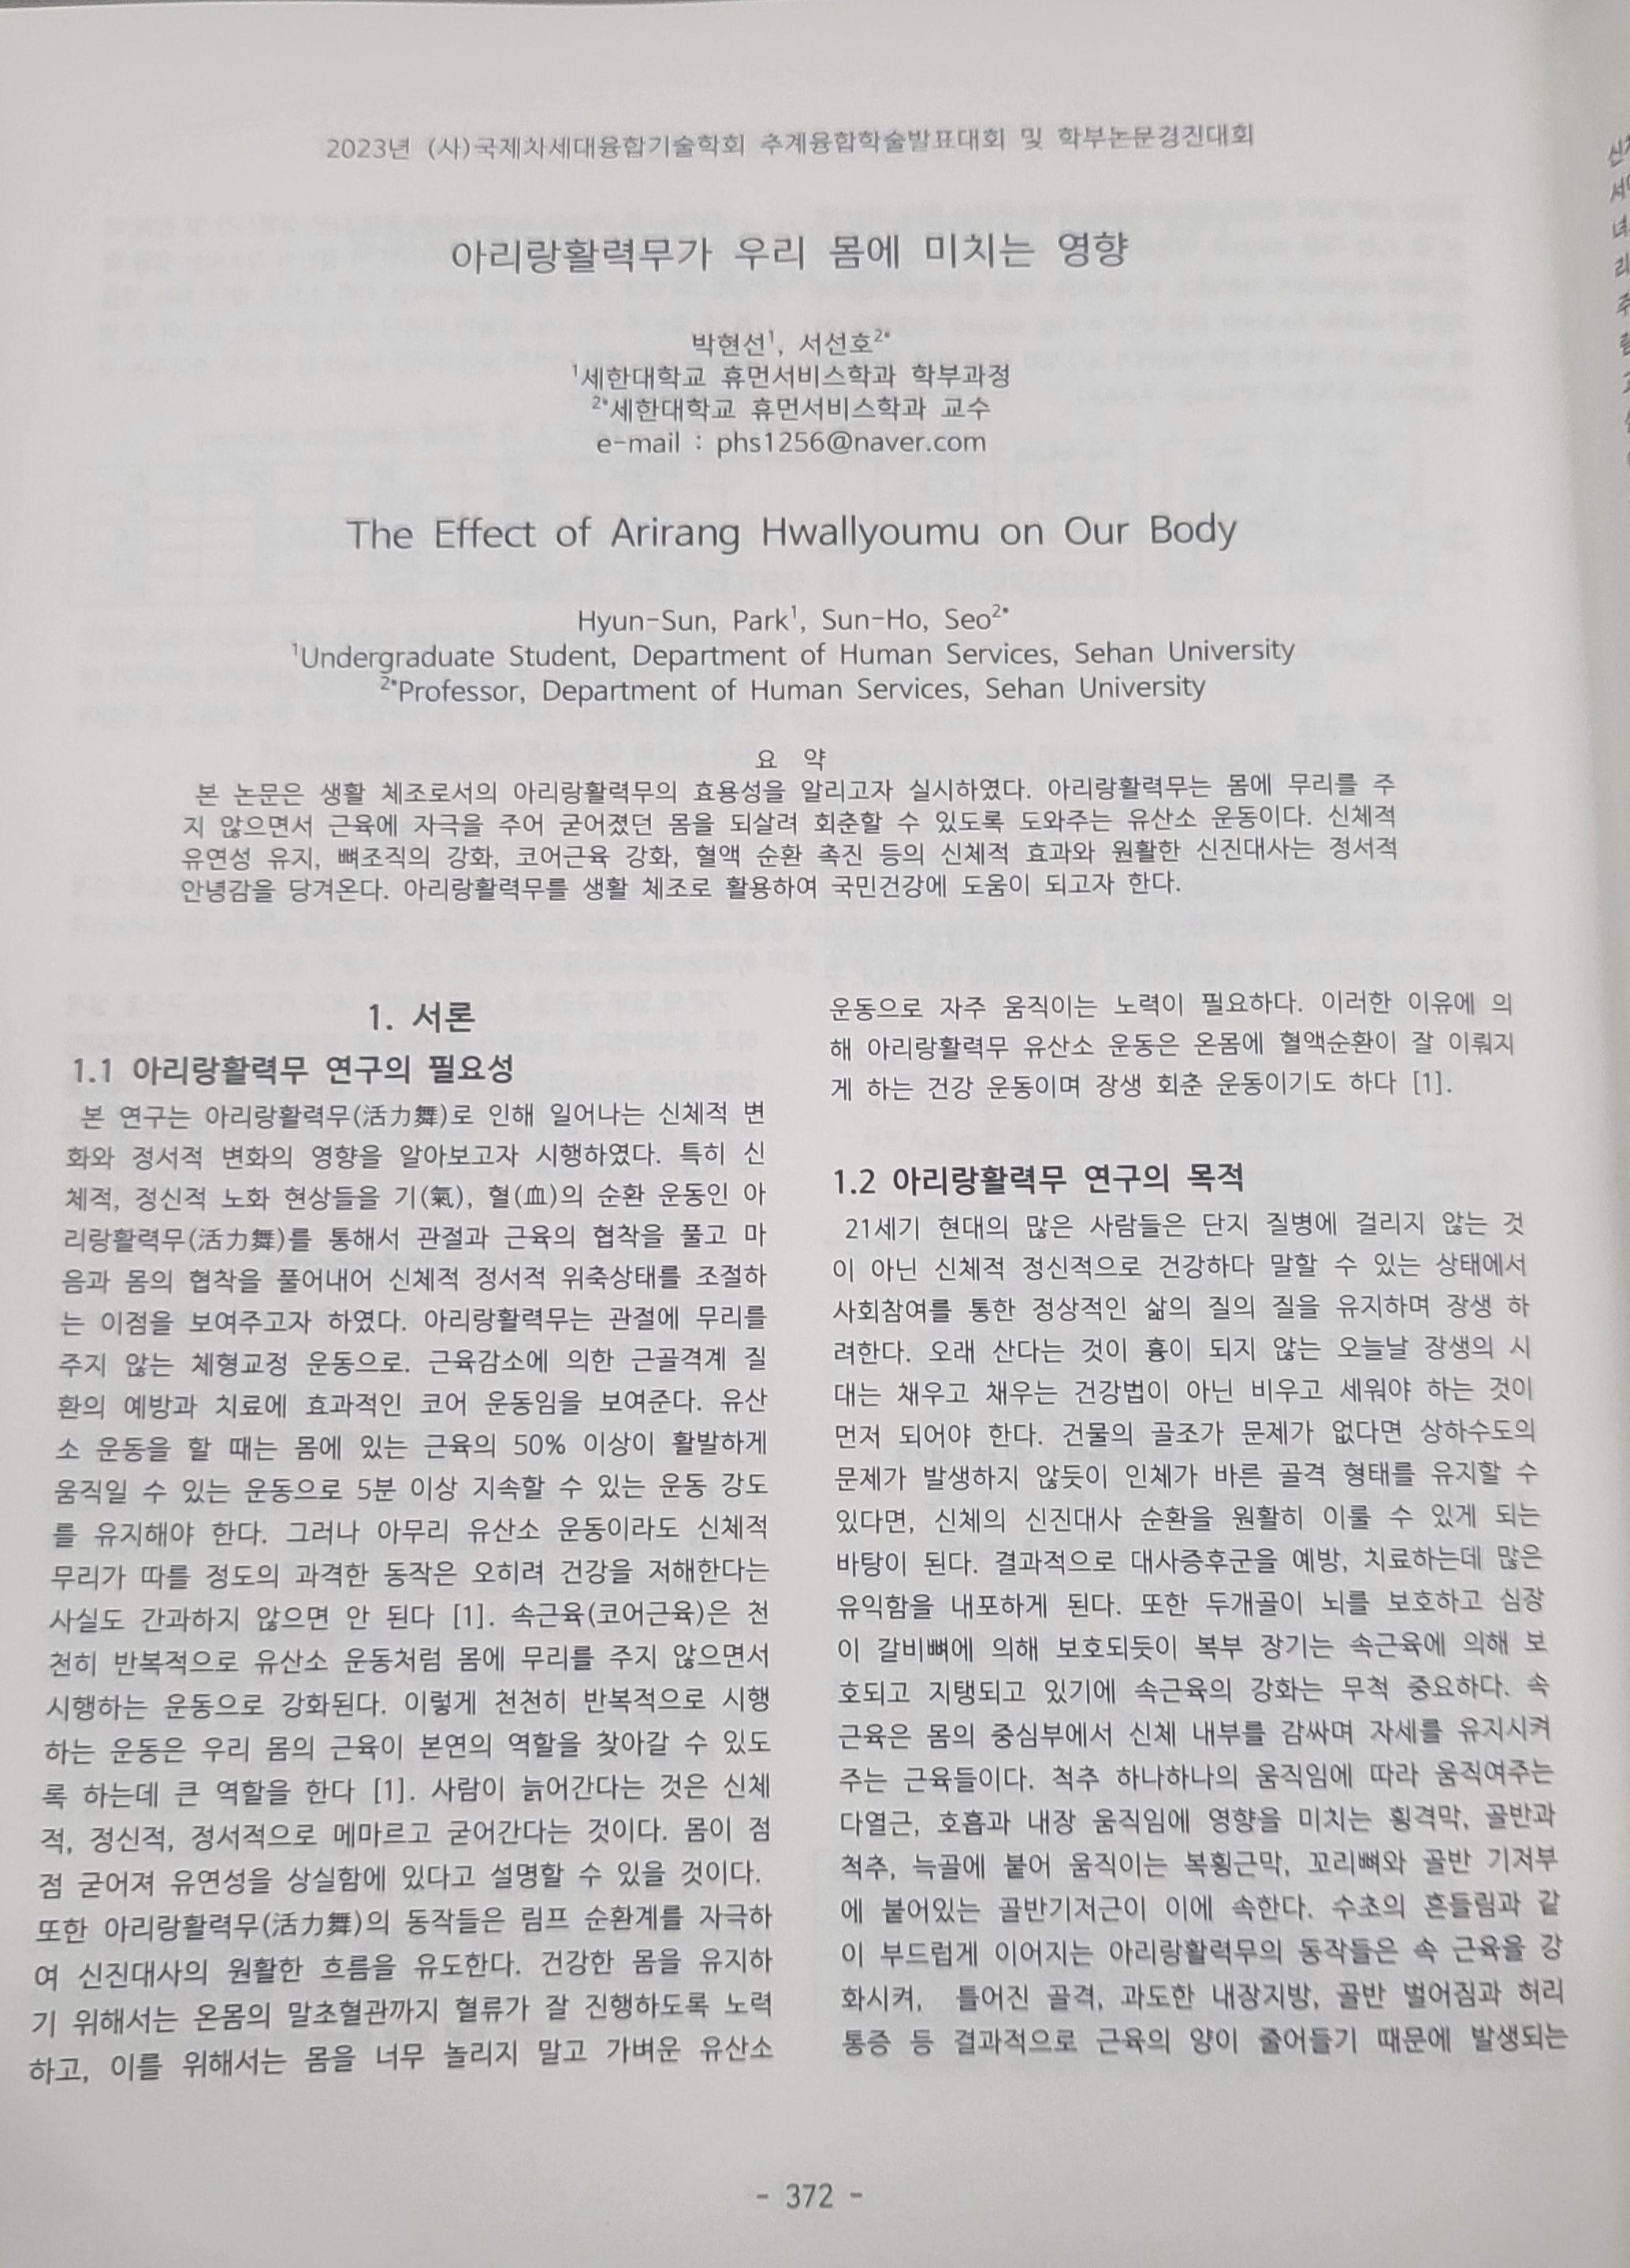 2023년 (사)국제차세대융합기술학회 추계융합학술발표대회 및 학부논문경진대회
아리랑활력무가 우리 몸에 미치는 영향
박현선1, 서선호2*
1세한대학교 휴먼서비스학과 학부과정
2*세한대학교 휴먼서비스학과 교수
e-mail : phs1256@naver.com
The Effect of Arirang Hwallyoumu on Our Body
Hyun-Sun, Park1, Sun-Ho, Seo2*
1Undergraduate Student, Department of Human Services, Sehan University
2*Professor, Department of Human Services, Sehan University
요 약
본 논문은 생활 체조로서의 아리랑활력무의 효용성을 알리고자 실시하였다. 아리랑활력무는 몸에 무리를 주
지 않으면서 근육에 자극을 주어 굳어졌던 몸을 되살려 회춘할 수 있도록 도와주는 유산소 운동이다. 신체적
유연성 유지, 뼈조직의 강화, 코어근육 강화, 혈액 순환 촉진 등의 신체적 효과와 원활한 신진대사는 정서적
안녕감을 당겨온다. 아리랑활력무를 생활 체조로 활용하여 국민건강에 도움이 되고자 한다.
1. 서론
1.1 아리랑활력무 연구의 필요성
본 연구는 아리랑활력무(活力舞)로 인해 일어나는 신체적 변
화와 정서적 변화의 영향을 알아보고자 시행하였다. 특히 신
체적, 정신적 노화 현상들을 기(氣), 혈(血)의 순환 운동인 아
리랑활력무(活力舞)를 통해서 관절과 근육의 협착을 풀고 마
음과 몸의 협착을 풀어내어 신체적 정서적 위축상태를 조절하
는 이점을 보여주고자 하였다. 아리랑활력무는 관절에 무리를
주지 않는 체형교정 운동으로. 근육감소에 의한 근골격계 질
환의 예방과 치료에 효과적인 코어 운동임을 보여준다. 유산
소 운동을 할 때는 몸에 있는 근육의 50% 이상이 활발하게
움직일 수 있는 운동으로 5분 이상 지속할 수 있는 운동 강도
를 유지해야 한다. 그러나 아무리 유산소 운동이라도 신체적
무리가 따를 정도의 과격한 동작은 오히려 건강을 저해한다는
사실도 간과하지 않으면 안 된다 [1]. 속근육(코어근육)은 천
천히 반복적으로 유산소 운동처럼 몸에 무리를 주지 않으면서
시행하는 운동으로 강화된다. 이렇게 천천히 반복적으로 시행
하는 운동은 우리 몸의 근육이 본연의 역할을 찾아갈 수 있도
록 하는데 큰 역할을 한다 [1]. 사람이 늙어간다는 것은 신체
적, 정신적, 정서적으로 메마르고 굳어간다는 것이다. 몸이 점
점 굳어져 유연성을 상실함에 있다고 설명할 수 있을 것이다.
또한 아리랑활력무(活力舞)의 동작들은 림프 순환계를 자극하
여 신진대사의 원활한 흐름을 유도한다. 건강한 몸을 유지하
기 위해서는 온몸의 말초혈관까지 혈류가 잘 진행하도록 노력
하고, 이를 위해서는 몸을 너무 놀리지 말고 가벼운 유산소
운동으로 자주 움직이는 노력이 필요하다. 이러한 이유에 의
해 아리랑활력무 유산소 운동은 온몸에 혈액순환이 잘 이뤄지
게 하는 건강 운동이며 장생 회춘 운동이기도 하다 [1].
1.2 아리랑활력무 연구의 목적
21세기 현대의 많은 사람들은 단지 질병에 걸리지 않는 것
이 아닌 신체적 정신적으로 건강하다 말할 수 있는 상태에서
사회참여를 통한 정상적인 삶의 질의 질을 유지하며 장생 하
려한다. 오래 산다는 것이 흉이 되지 않는 오늘날 장생의 시
대는 채우고 채우는 건강법이 아닌 비우고 세워야 하는 것이
먼저 되어야 한다. 건물의 골조가 문제가 없다면 상하수도의
문제가 발생하지 않듯이 인체가 바른 골격 형태를 유지할 수
있다면, 신체의 신진대사 순환을 원활히 이룰 수 있게 되는
바탕이 된다. 결과적으로 대사증후군을 예방, 치료하는데 많은
유익함을 내포하게 된다. 또한 두개골이 뇌를 보호하고 심장
이 갈비뼈에 의해 보호되듯이 복부 장기는 속근육에 의해 보
호되고 지탱되고 있기에 속근육의 강화는 무척 중요하다. 속
근육은 몸의 중심부에서 신체 내부를 감싸며 자세를 유지시켜
주는 근육들이다. 척추 하나하나의 움직임에 따라 움직여주는
다열근, 호흡과 내장 움직임에 영향을 미치는 횡격막, 골반과
척추, 늑골에 붙어 움직이는 복횡근막, 꼬리뼈와 골반 기저부
에 붙어있는 골반기저근이 이에 속한다. 수초의 흔들림과 같
이 부드럽게 이어지는 아리랑활력무의 동작들은 속 근육을 강
화시켜, 틀어진 골격, 과도한 내장지방, 골반 벌어짐과 허리
통증 등 결과적으로 근육의 양이 줄어들기 때문에 발생되는
- 372 -